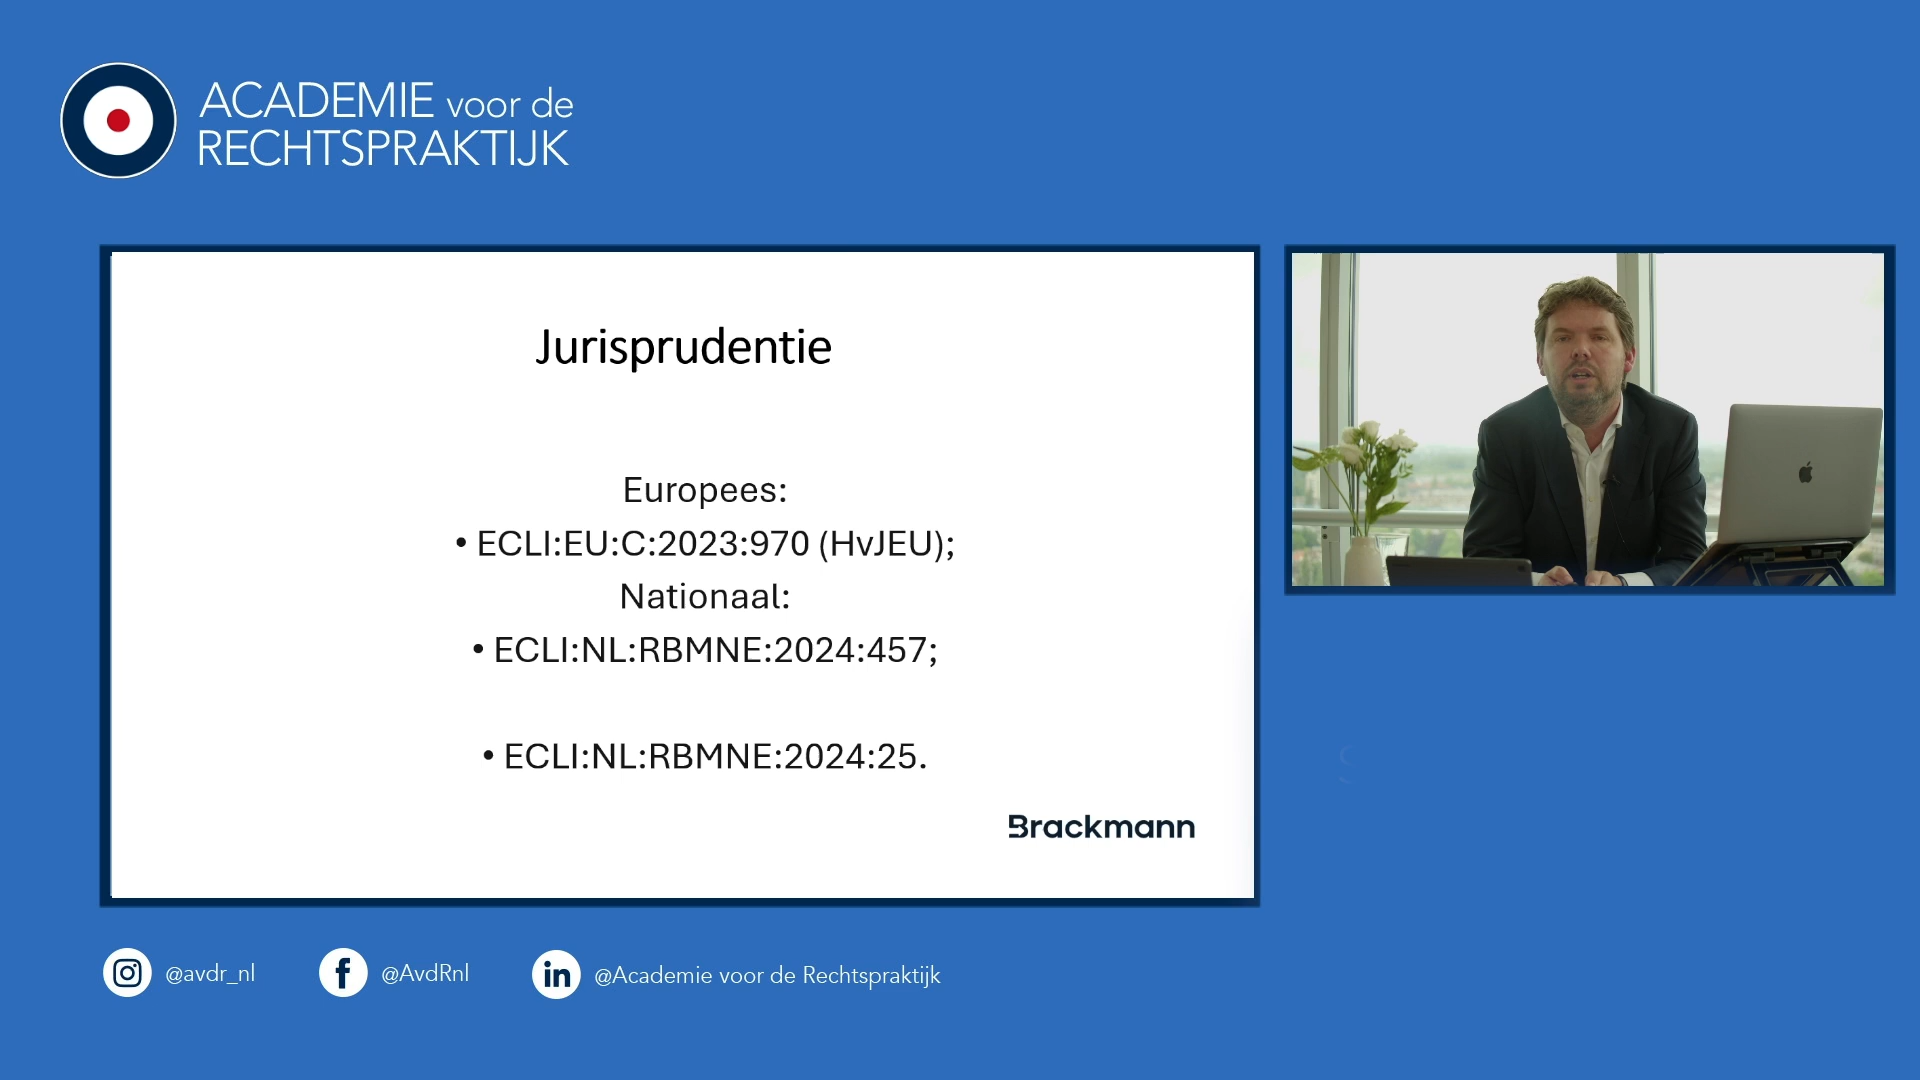 ACADEMIE voor de
RECHTSPRAKTIJK
Jurisprudentie
Europees:
• ECLI:EU:C:2023:970 (HvJEU);
Nationaal:
• ECLI:NL:RBMNE:2024:457;
• ECLI:NL:RBMNE:2024:25.
Brackmann
@avdr_nl
@AvdRnl
@Academie voor de Rechtspraktijk